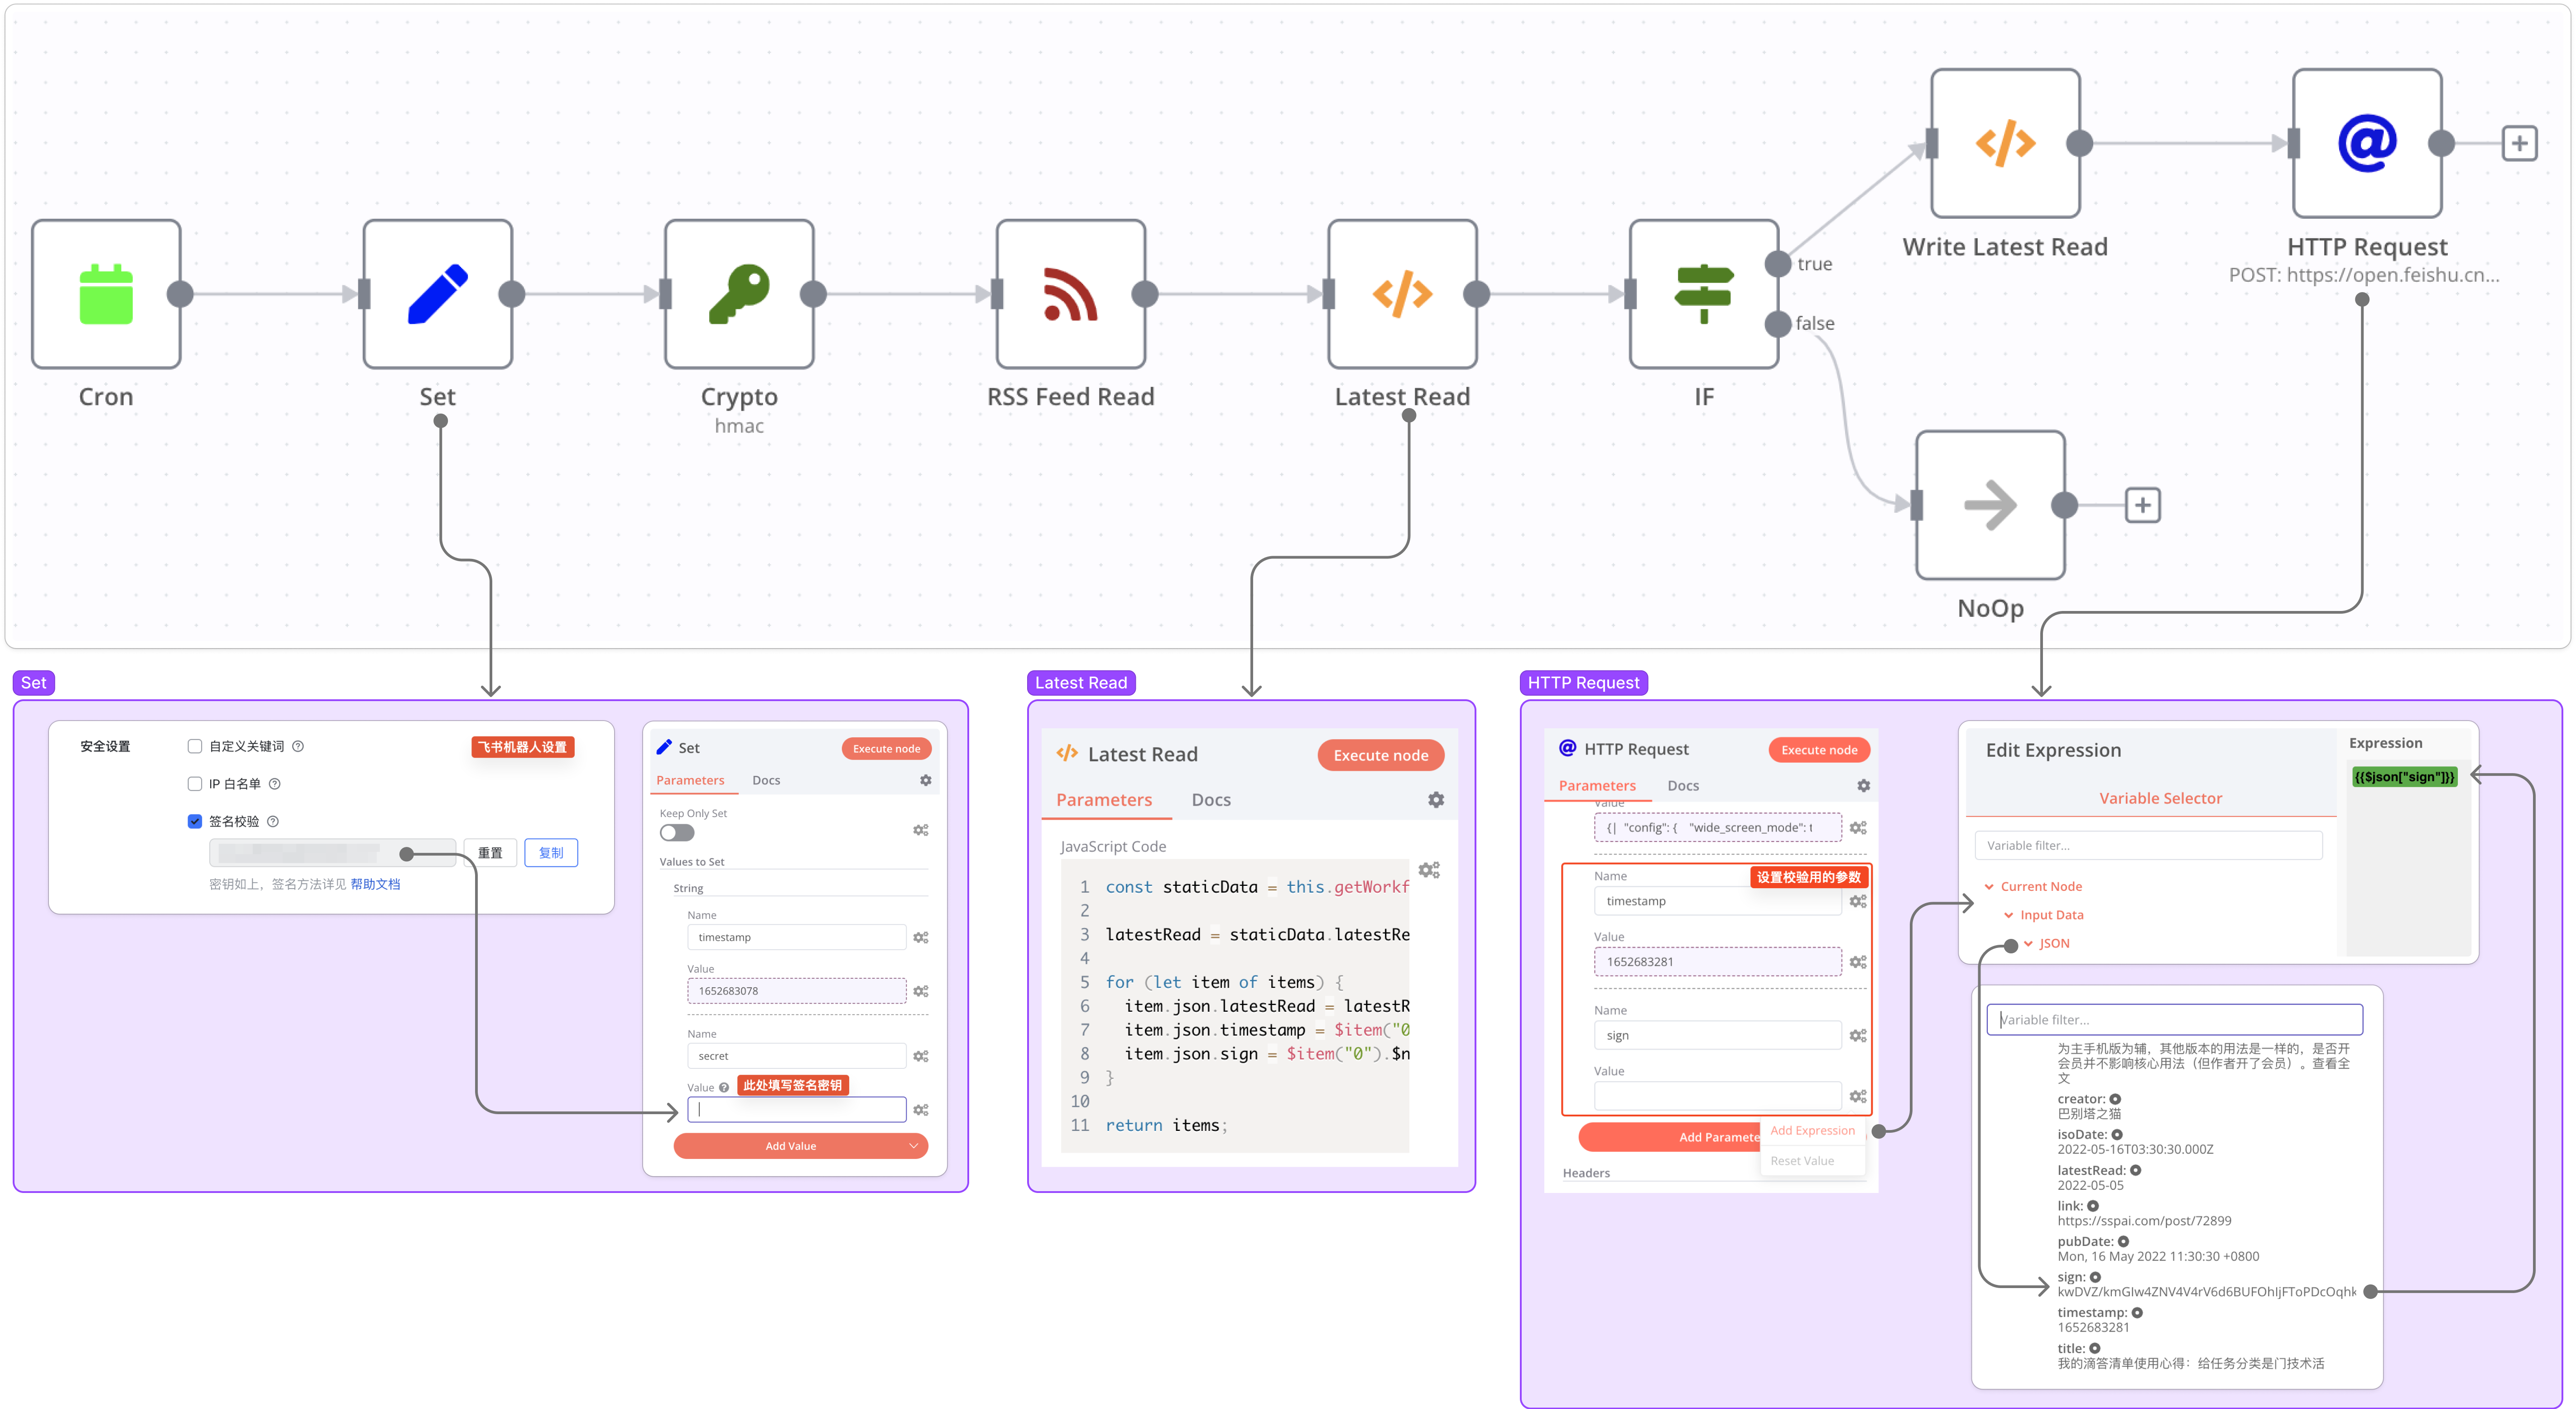 Cron
Set
Crypto
hmac
RSS Feed Read
Latest Read
IF
true
false
Write Latest Read
HTTP Request
POST: https://open.feishu.cn...
NoOp
Set
安全设置
自定义关键词
飞书机器人设置
IP 白名单
签名校验
重置
复制
密钥如上，签名方法详见 帮助文档
Set
Execute node
Parameters
Docs
Keep Only Set
Values to Set
String
Name
timestamp
Value
1652683078
Name
secret
Value
此处填写签名密钥
Add Value
Latest Read
Latest Read
Execute node
Parameters
Docs
JavaScript Code
1 const staticData = this.getWorkf
2
3 latestRead = staticData.latestRe
4
5 for (let item of items) {
6 item.json.latestRead = latestR
7 item.json.timestamp = $item("0
8 item.json.sign = $item("0").$n
9 }
10
11 return items;
HTTP Request
HTTP Request
Execute node
Parameters
Docs
Value
{| "config": { "wide_screen_mode": t
设置校验用的参数
Name
timestamp
Value
1652683281
Name
sign
Value
Add Paramete
Add Expression
Reset Value
Headers
Edit Expression
Variable Selector
Variable filter...
Current Node
Input Data
JSON
Expression
{{$json["sign"]}}
Variable filter...
为主手机版为辅，其他版本的用法是一样的，是否开
会员并不影响核心用法（但作者开了会员）。查看全
文
creator:
巴别塔之猫
isoDate:
2022-05-16T03:30:30.000Z
latestRead:
2022-05-05
link:
https://sspai.com/post/72899
pubDate:
Mon, 16 May 2022 11:30:30 +0800
sign:
kwDVZ/kmGIw4ZNV4V4rV6d6BUFOhIjFToPDcOqhk
timestamp:
1652683281
title:
我的滴答清单使用心得：给任务分类是门技术活